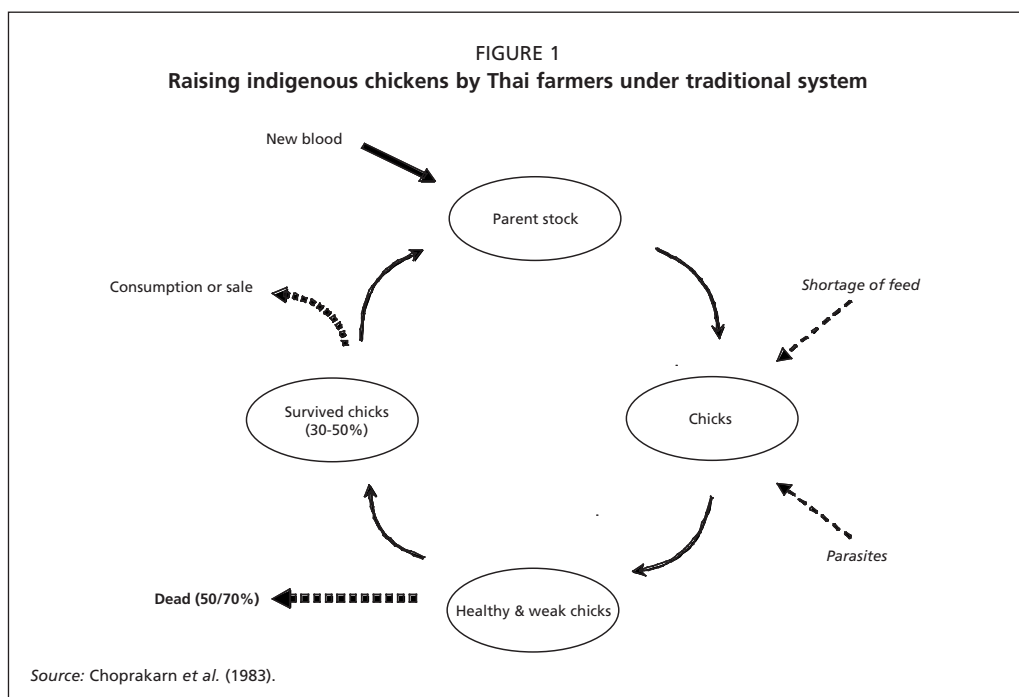 FIGURE 1
Raising indigenous chickens by Thai farmers under traditional system
New blood
Parent stock
Consumption or sale
Shortage of feed
Survived chicks
(30-50%)
Chicks
Parasites
Dead (50/70%)
Healthy & weak chicks
Source: Choprakarn et al. (1983).